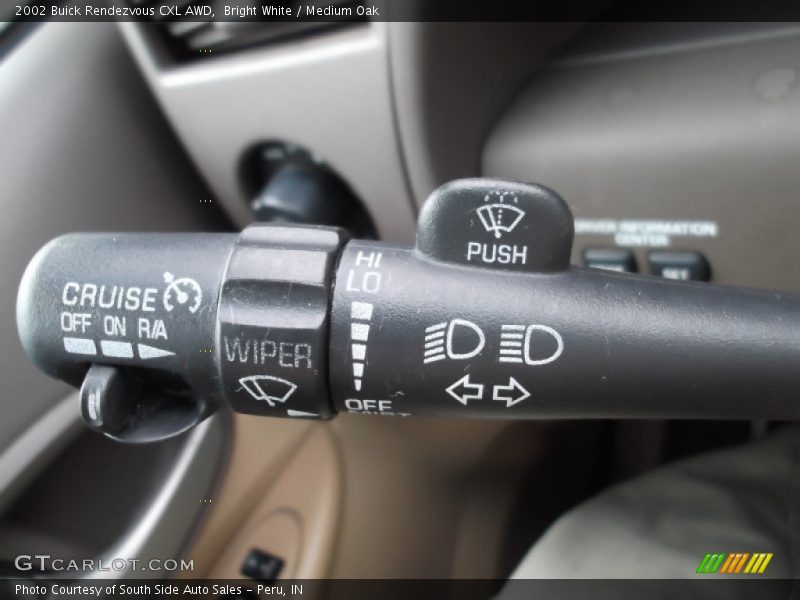 2002 Buick Rendezvous CXL AWD, Bright White / Medium Oak
PUSH
DRIVER INFORMATION
CENTER
HI
LO
CRUISE
OFF ON R/A
WIPER
OFF
GTCARLOT.COM
Photo Courtesy of South Side Auto Sales - Peru, IN